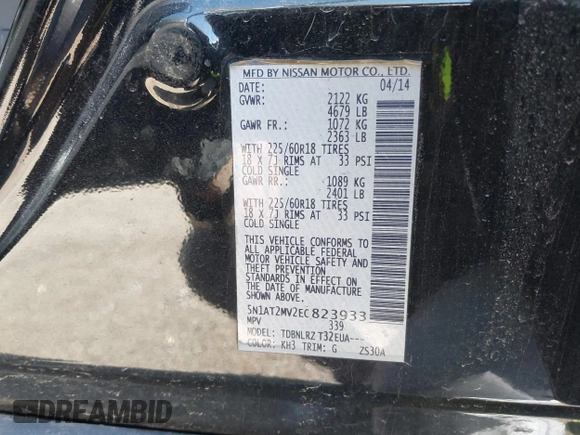 MFD BY NISSAN MOTOR CO., LTD.
DATE: 04/14
GVWR: 2122 KG
4679 LB
GAWR FR.: 1072 KG
2363 LB
WITH 225/60R18 TIRES
18 X 7J RIMS AT 33 PSI
COLD SINGLE
GAWR RR.: 1089 KG
2401 LB
WITH 225/60R18 TIRES
18 X 7J RIMS AT 33 PSI
COLD SINGLE
THIS VEHICLE CONFORMS TO
ALL APPLICABLE FEDERAL
MOTOR VEHICLE SAFETY AND
THEFT PREVENTION
STANDARDS IN EFFECT ON
THE DATE OF MANUFACTURE
SHOWN ABOVE.
5N1AT2MV2EC823933
MPV 339
MODEL: TDBNLRZ T32EUA---
COLOR: KH3 TRIM: G ZS30A
DREAMBID